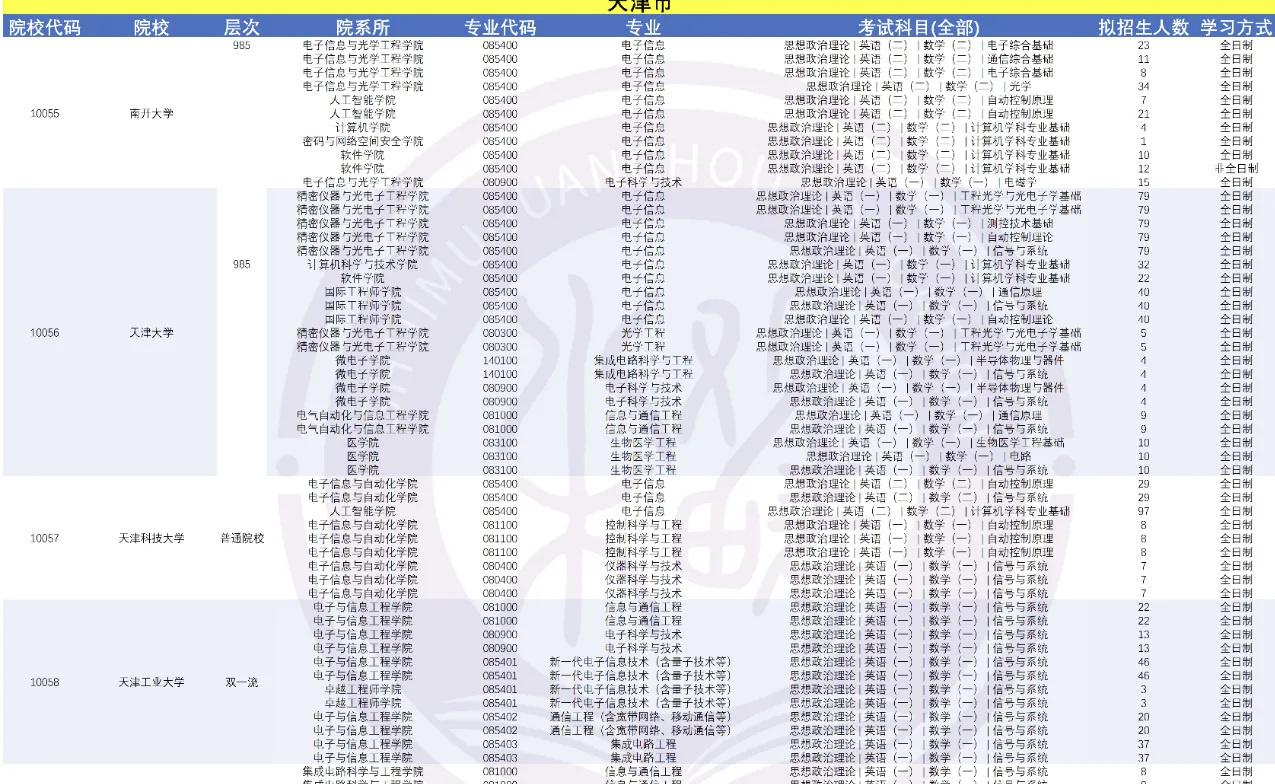 天津市
院校代码 院校 层次 院系所 专业代码 专业 考试科目(全部) 拟招生人数 学习方式
985 电子信息与光学工程学院 085400 电子信息 思想政治理论 | 英语（二） | 数学（二） | 电子综合基础 23 全日制
电子信息与光学工程学院 085400 电子信息 思想政治理论 | 英语（二） | 数学（二） | 通信综合基础 11 全日制
电子信息与光学工程学院 085400 电子信息 思想政治理论 | 英语（二） | 数学（二） | 电子综合基础 8 全日制
电子信息与光学工程学院 085400 电子信息 思想政治理论 | 英语（二） | 数学（二） | 光学 34 全日制
人工智能学院 085400 电子信息 思想政治理论 | 英语（二） | 数学（二） | 自动控制原理 7 全日制
10055 南开大学 人工智能学院 085400 电子信息 思想政治理论 | 英语（二） | 数学（二） | 自动控制原理 21 全日制
计算机学院 085400 电子信息 思想政治理论 | 英语（二） | 数学（二） | 计算机学科专业基础 4 全日制
密码与网络空间安全学院 085400 电子信息 思想政治理论 | 英语（二） | 数学（二） | 计算机学科专业基础 1 全日制
软件学院 085400 电子信息 思想政治理论 | 英语（二） | 数学（二） | 计算机学科专业基础 10 全日制
软件学院 085400 电子信息 思想政治理论 | 英语（二） | 数学（二） | 计算机学科专业基础 12 非全日制
电子信息与光学工程学院 080900 电子科学与技术 思想政治理论 | 英语（一） | 数学（一） | 电磁学 15 全日制
精密仪器与光电子工程学院 085400 电子信息 思想政治理论 | 英语（一） | 数学（一） | 工程光学与光电子学基础 79 全日制
精密仪器与光电子工程学院 085400 电子信息 思想政治理论 | 英语（一） | 数学（一） | 工程光学与光电子学基础 79 全日制
精密仪器与光电子工程学院 085400 电子信息 思想政治理论 | 英语（一） | 数学（一） | 测控技术基础 79 全日制
精密仪器与光电子工程学院 085400 电子信息 思想政治理论 | 英语（一） | 数学（一） | 自动控制理论 79 全日制
精密仪器与光电子工程学院 085400 电子信息 思想政治理论 | 英语（一） | 数学（一） | 信号与系统 79 全日制
985 计算机科学与技术学院 085400 电子信息 思想政治理论 | 英语（一） | 数学（一） | 计算机学科专业基础 32 全日制
软件学院 085400 电子信息 思想政治理论 | 英语（一） | 数学（一） | 计算机学科专业基础 22 全日制
国际工程师学院 085400 电子信息 思想政治理论 | 英语（一） | 数学（一） | 通信原理 40 全日制
国际工程师学院 085400 电子信息 思想政治理论 | 英语（一） | 数学（一） | 信号与系统 40 全日制
国际工程师学院 085400 电子信息 思想政治理论 | 英语（一） | 数学（一） | 自动控制理论 40 全日制
10056 天津大学 精密仪器与光电子工程学院 080300 光学工程 思想政治理论 | 英语（一） | 数学（一） | 工程光学与光电子学基础 5 全日制
精密仪器与光电子工程学院 080300 光学工程 思想政治理论 | 英语（一） | 数学（一） | 工程光学与光电子学基础 5 全日制
微电子学院 140100 集成电路科学与工程 思想政治理论 | 英语（一） | 数学（一） | 半导体物理与器件 4 全日制
微电子学院 140100 集成电路科学与工程 思想政治理论 | 英语（一） | 数学（一） | 信号与系统 4 全日制
微电子学院 080900 电子科学与技术 思想政治理论 | 英语（一） | 数学（一） | 半导体物理与器件 4 全日制
微电子学院 080900 电子科学与技术 思想政治理论 | 英语（一） | 数学（一） | 信号与系统 4 全日制
电气自动化与信息工程学院 081000 信息与通信工程 思想政治理论 | 英语（一） | 数学（一） | 通信原理 9 全日制
电气自动化与信息工程学院 081000 信息与通信工程 思想政治理论 | 英语（一） | 数学（一） | 信号与系统 9 全日制
医学院 083100 生物医学工程 思想政治理论 | 英语（一） | 数学（一） | 生物医学工程基础 10 全日制
医学院 083100 生物医学工程 思想政治理论 | 英语（一） | 数学（一） | 电路 10 全日制
医学院 083100 生物医学工程 思想政治理论 | 英语（一） | 数学（一） | 信号与系统 10 全日制
电子信息与自动化学院 085400 电子信息 思想政治理论 | 英语（二） | 数学（二） | 自动控制原理 29 全日制
电子信息与自动化学院 085400 电子信息 思想政治理论 | 英语（二） | 数学（二） | 信号与系统 29 全日制
人工智能学院 085400 电子信息 思想政治理论 | 英语（二） | 数学（二） | 计算机学科专业基础 97 全日制
电子信息与自动化学院 081100 控制科学与工程 思想政治理论 | 英语（一） | 数学（一） | 自动控制原理 8 全日制
10057 天津科技大学 普通院校 电子信息与自动化学院 081100 控制科学与工程 思想政治理论 | 英语（一） | 数学（一） | 自动控制原理 8 全日制
电子信息与自动化学院 081100 控制科学与工程 思想政治理论 | 英语（一） | 数学（一） | 自动控制原理 8 全日制
电子信息与自动化学院 080400 仪器科学与技术 思想政治理论 | 英语（一） | 数学（一） | 信号与系统 7 全日制
电子信息与自动化学院 080400 仪器科学与技术 思想政治理论 | 英语（一） | 数学（一） | 信号与系统 7 全日制
电子信息与自动化学院 080400 仪器科学与技术 思想政治理论 | 英语（一） | 数学（一） | 信号与系统 7 全日制
电子与信息工程学院 081000 信息与通信工程 思想政治理论 | 英语（一） | 数学（一） | 信号与系统 22 全日制
电子与信息工程学院 081000 信息与通信工程 思想政治理论 | 英语（一） | 数学（一） | 信号与系统 22 全日制
电子与信息工程学院 080900 电子科学与技术 思想政治理论 | 英语（一） | 数学（一） | 信号与系统 13 全日制
电子与信息工程学院 080900 电子科学与技术 思想政治理论 | 英语（一） | 数学（一） | 信号与系统 13 全日制
电子与信息工程学院 085401 新一代电子信息技术（含量子技术等） 思想政治理论 | 英语（一） | 数学（一） | 信号与系统 46 全日制
电子与信息工程学院 085401 新一代电子信息技术（含量子技术等） 思想政治理论 | 英语（一） | 数学（一） | 信号与系统 46 全日制
10058 天津工业大学 双一流 卓越工程师学院 085401 新一代电子信息技术（含量子技术等） 思想政治理论 | 英语（一） | 数学（一） | 信号与系统 3 全日制
卓越工程师学院 085401 新一代电子信息技术（含量子技术等） 思想政治理论 | 英语（一） | 数学（一） | 信号与系统 3 全日制
电子与信息工程学院 085402 通信工程（含宽带网络、移动通信等） 思想政治理论 | 英语（一） | 数学（一） | 信号与系统 20 全日制
电子与信息工程学院 085402 通信工程（含宽带网络、移动通信等） 思想政治理论 | 英语（一） | 数学（一） | 信号与系统 20 全日制
电子与信息工程学院 085403 集成电路工程 思想政治理论 | 英语（一） | 数学（一） | 信号与系统 37 全日制
电子与信息工程学院 085403 集成电路工程 思想政治理论 | 英语（一） | 数学（一） | 信号与系统 37 全日制
集成电路科学与工程学院 081000 信息与通信工程 思想政治理论 | 英语（一） | 数学（一） | 信号与系统 8 全日制